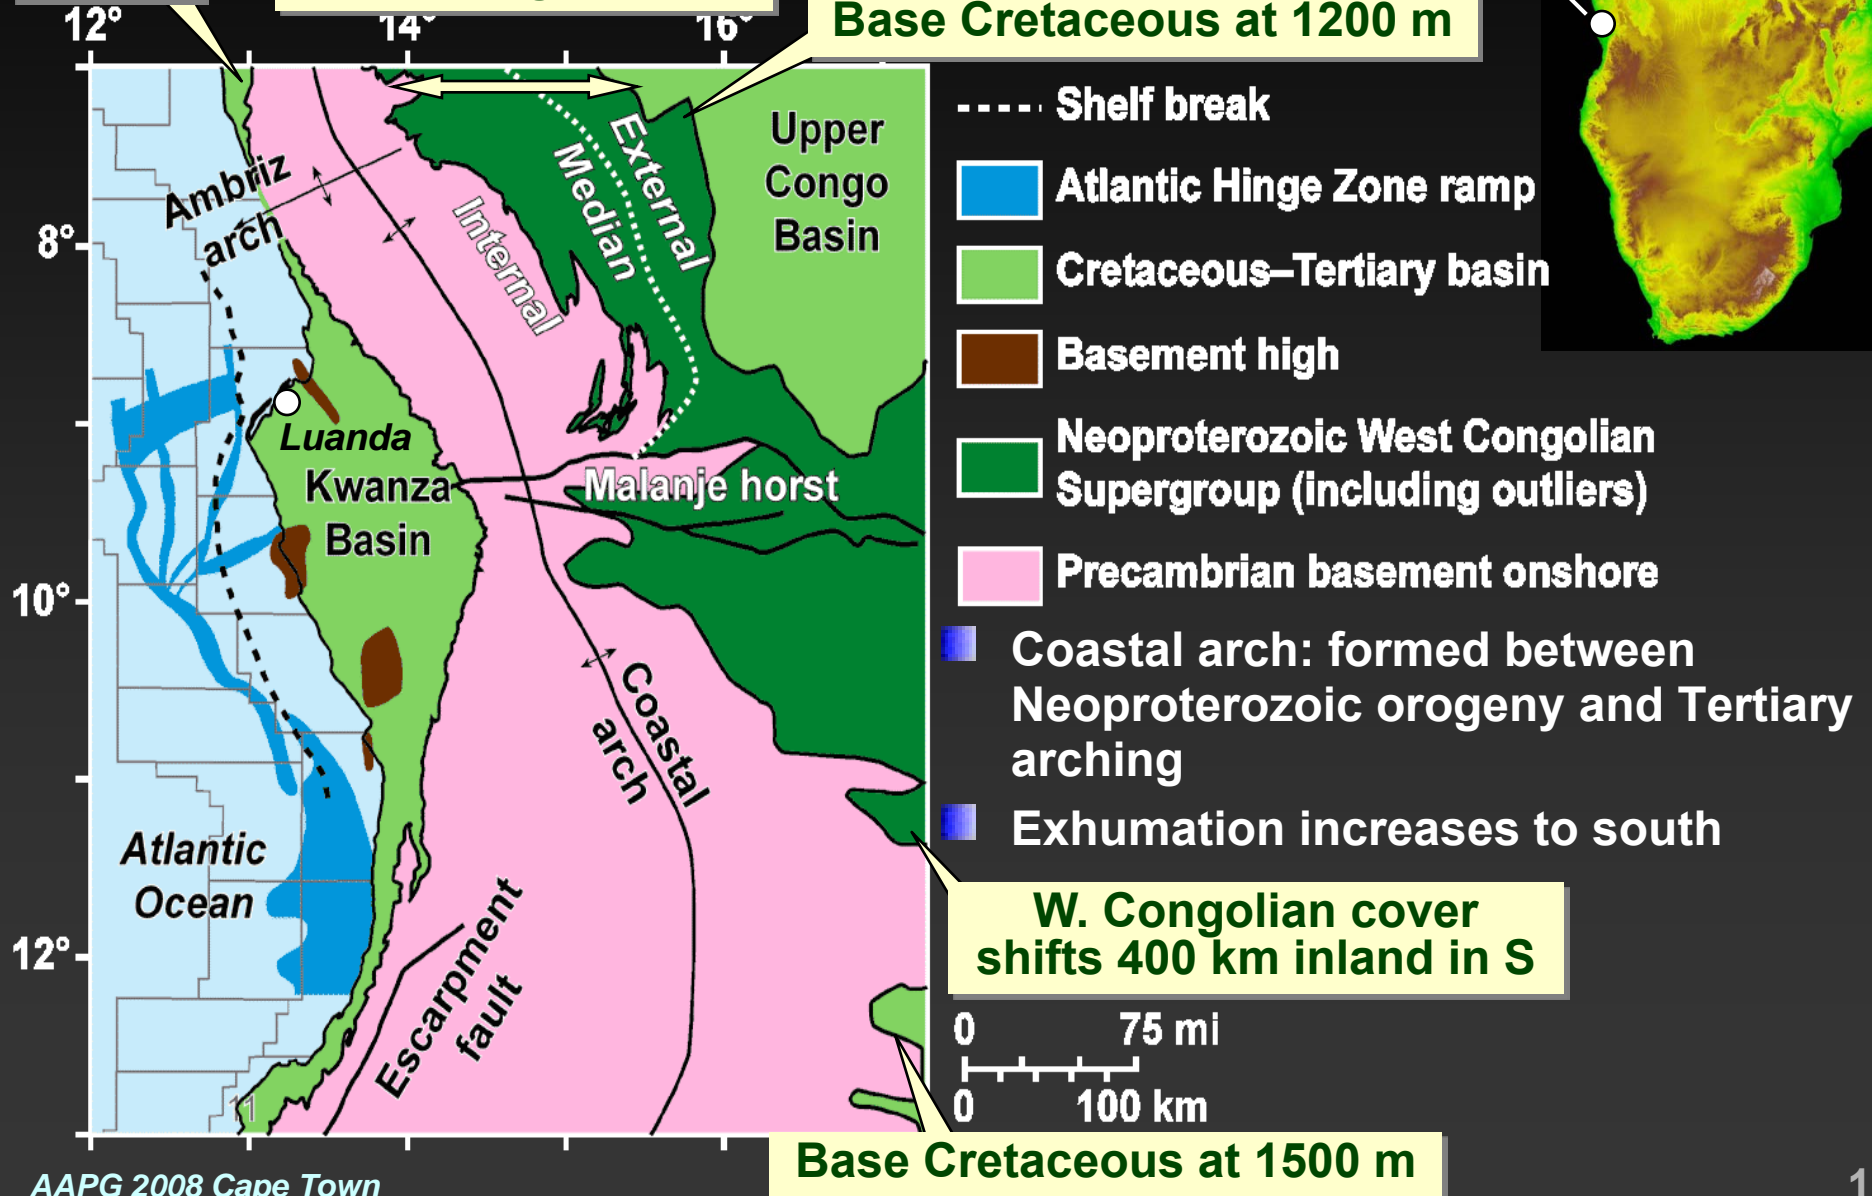 Base Cretaceous at 1200 m
12°
14°
16°
8°
10°
12°
Ambriz
arch
Internal
Median
External
Upper
Congo
Basin
Luanda
Kwanza
Basin
Malanje horst
Coastal
arch
Atlantic
Ocean
Escarpment
fault
11
Shelf break
Atlantic Hinge Zone ramp
Cretaceous–Tertiary basin
Basement high
Neoproterozoic West Congolian
Supergroup (including outliers)
Precambrian basement onshore
Coastal arch: formed between
Neoproterozoic orogeny and Tertiary
arching
Exhumation increases to south
W. Congolian cover
shifts 400 km inland in S
0 75 mi
0 100 km
Base Cretaceous at 1500 m
AAPG 2008 Cape Town
1